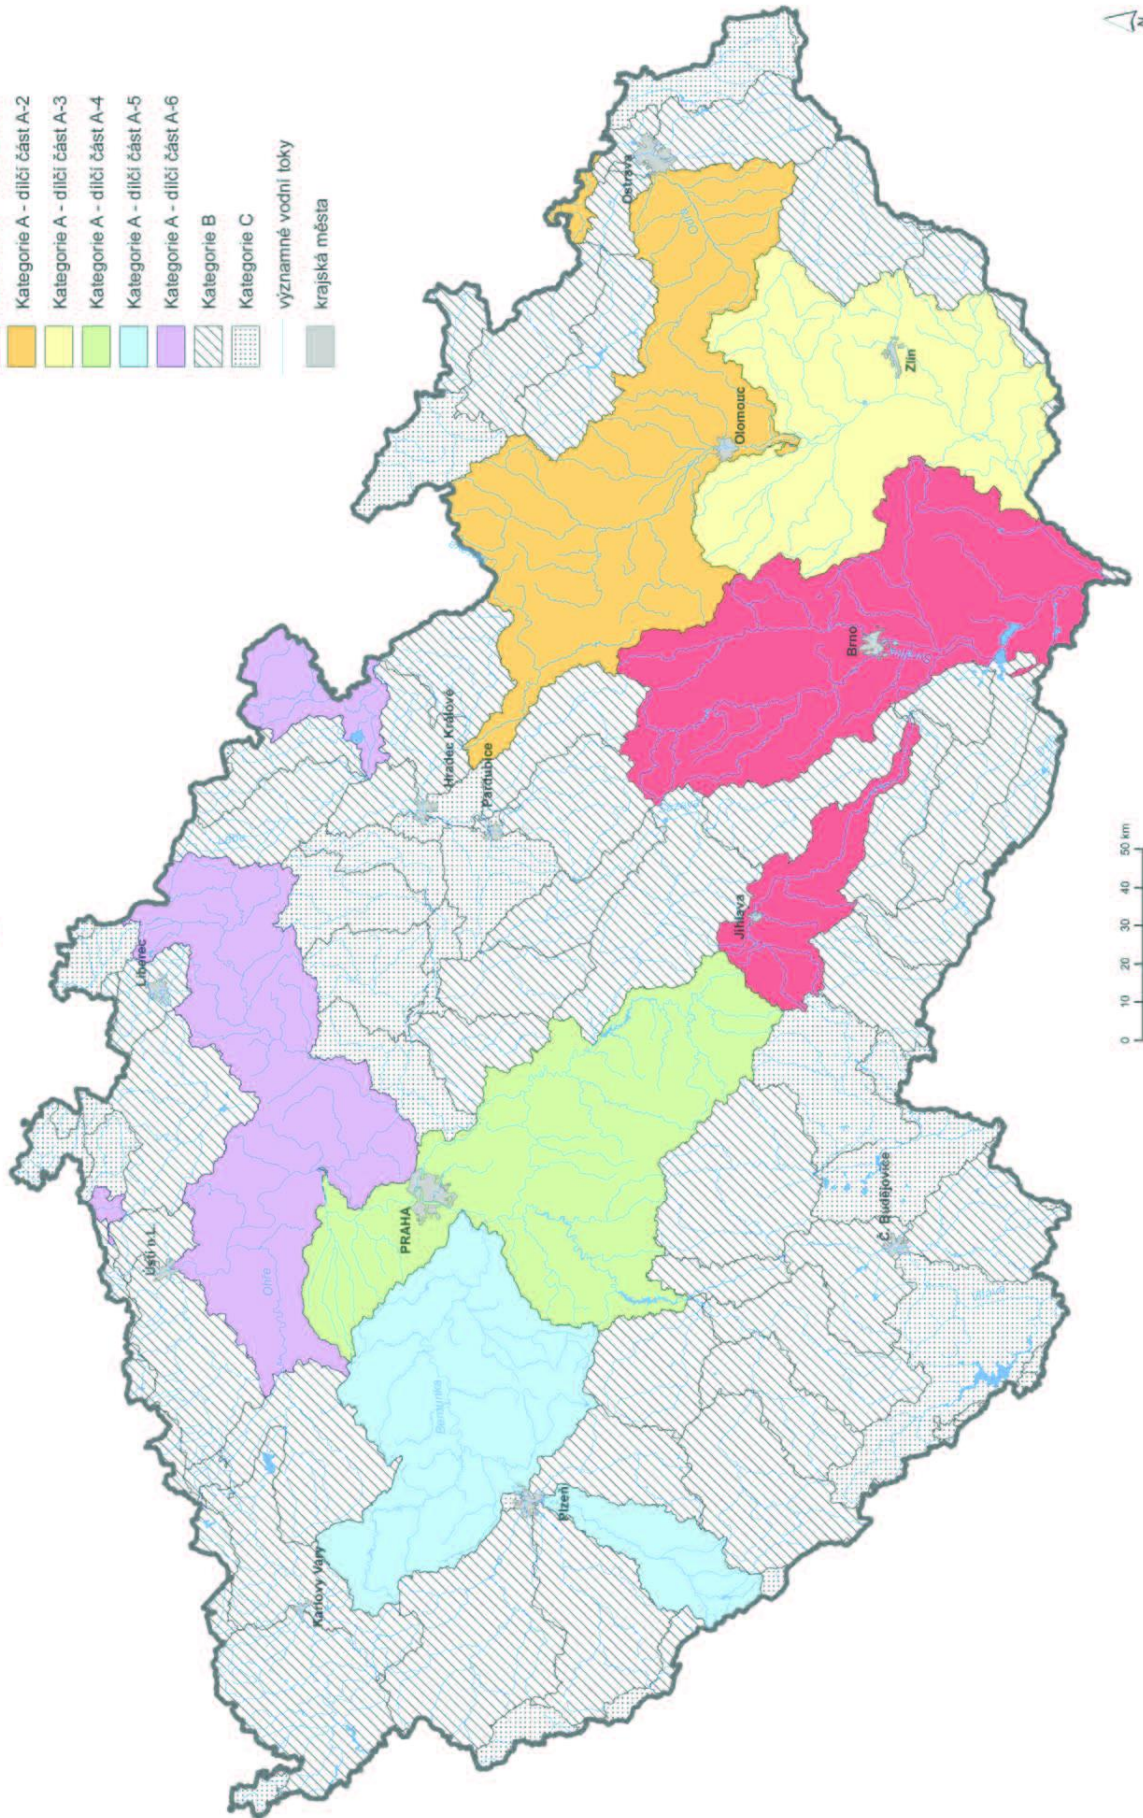 Kategorie A - dílčí část A-2
Kategorie A - dílčí část A-3
Kategorie A - dílčí část A-4
Kategorie A - dílčí část A-5
Kategorie A - dílčí část A-6
Kategorie B
Kategorie C
významné vodní toky
krajská města
Karlovy Vary
Plzeň
Berounka
Ústí n.L.
Ohře
PRAHA
Č. Budějovice
Liberec
Jihlava
Hradec Králové
Pardubice
Brno
Olomouc
Zlín
Ostrava
Odra
0 10 20 30 40 50 km
N